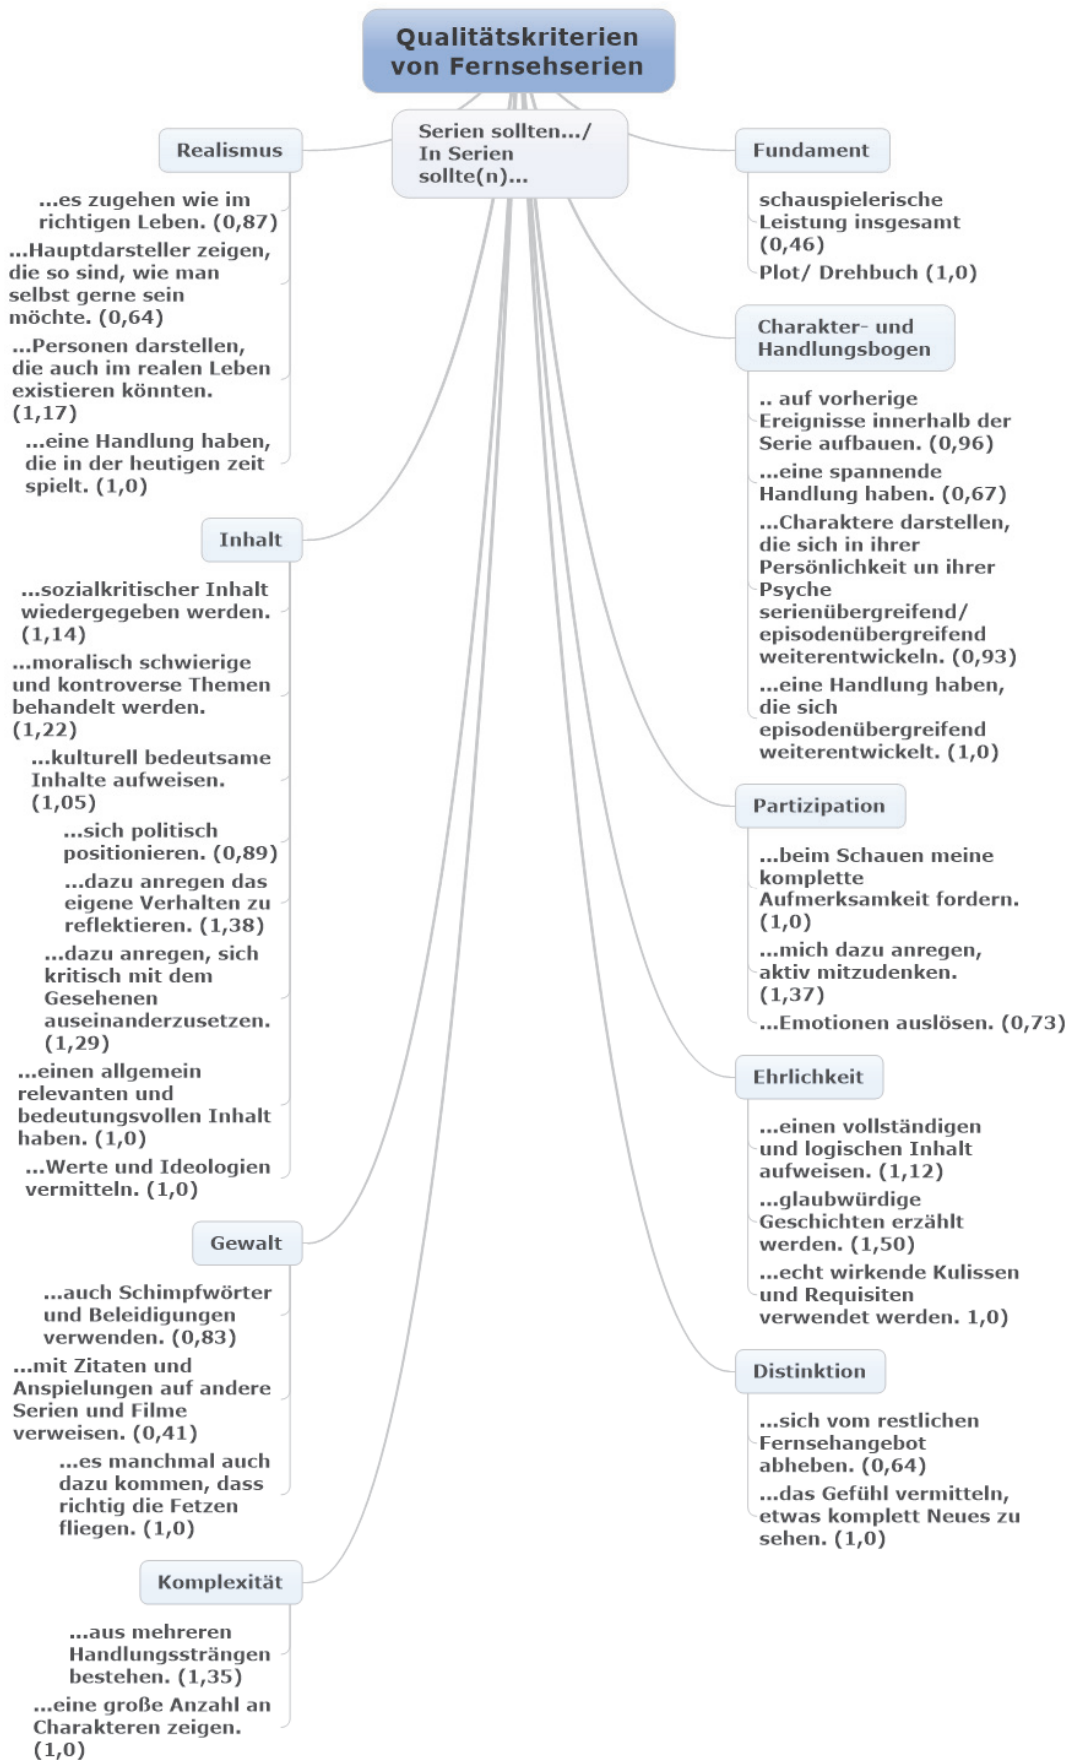 Qualitätskriterien
von Fernsehserien
Serien sollten.../
In Serien
sollte(n)...
Realismus
...es zugehen wie im
richtigen Leben. (0,87)
...Hauptdarsteller zeigen,
die so sind, wie man
selbst gerne sein
möchte. (0,64)
...Personen darstellen,
die auch im realen Leben
existieren könnten.
(1,17)
...eine Handlung haben,
die in der heutigen zeit
spielt. (1,0)
Inhalt
...sozialkritischer Inhalt
wiedergegeben werden.
(1,14)
...moralisch schwierige
und kontroverse Themen
behandelt werden.
(1,22)
...kulturell bedeutsame
Inhalte aufweisen.
(1,05)
...sich politisch
positionieren. (0,89)
...dazu anregen das
eigene Verhalten zu
reflektieren. (1,38)
...dazu anregen, sich
kritisch mit dem
Gesehenen
auseinanderzusetzen.
(1,29)
...einen allgemein
relevanten und
bedeutungsvollen Inhalt
haben. (1,0)
...Werte und Ideologien
vermitteln. (1,0)
Gewalt
...auch Schimpfwörter
und Beleidigungen
verwenden. (0,83)
...mit Zitaten und
Anspielungen auf andere
Serien und Filme
verweisen. (0,41)
...es manchmal auch
dazu kommen, dass
richtig die Fetzen
fliegen. (1,0)
Komplexität
...aus mehreren
Handlungssträngen
bestehen. (1,35)
...eine große Anzahl an
Charakteren zeigen.
(1,0)
Fundament
schauspielerische
Leistung insgesamt
(0,46)
Plot/ Drehbuch (1,0)
Charakter- und
Handlungsbogen
.. auf vorherige
Ereignisse innerhalb der
Serie aufbauen. (0,96)
...eine spannende
Handlung haben. (0,67)
...Charaktere darstellen,
die sich in ihrer
Persönlichkeit un ihrer
Psyche
serienübergreifend/
episodenübergreifend
weiterentwickeln. (0,93)
...eine Handlung haben,
die sich
episodenübergreifend
weiterentwickelt. (1,0)
Partizipation
...beim Schauen meine
komplette
Aufmerksamkeit fordern.
(1,0)
...mich dazu anregen,
aktiv mitzudenken.
(1,37)
...Emotionen auslösen. (0,73)
Ehrlichkeit
...einen vollständigen
und logischen Inhalt
aufweisen. (1,12)
...glaubwürdige
Geschichten erzählt
werden. (1,50)
...echt wirkende Kulissen
und Requisiten
verwendet werden. 1,0)
Distinktion
...sich vom restlichen
Fernsehangebot
abheben. (0,64)
...das Gefühl vermitteln,
etwas komplett Neues zu
sehen. (1,0)